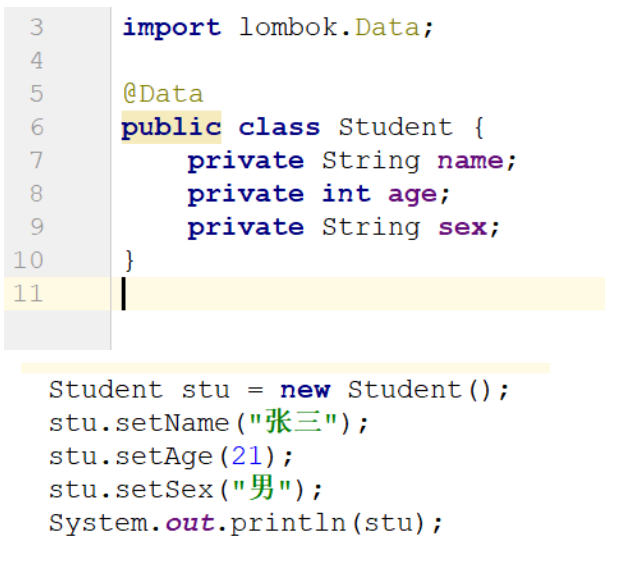 3 import lombok.Data;
4
5 @Data
6 public class Student {
7 private String name;
8 private int age;
9 private String sex;
10 }
11
Student stu = new Student();
stu.setName("张三");
stu.setAge(21);
stu.setSex("男");
System.out.println(stu);